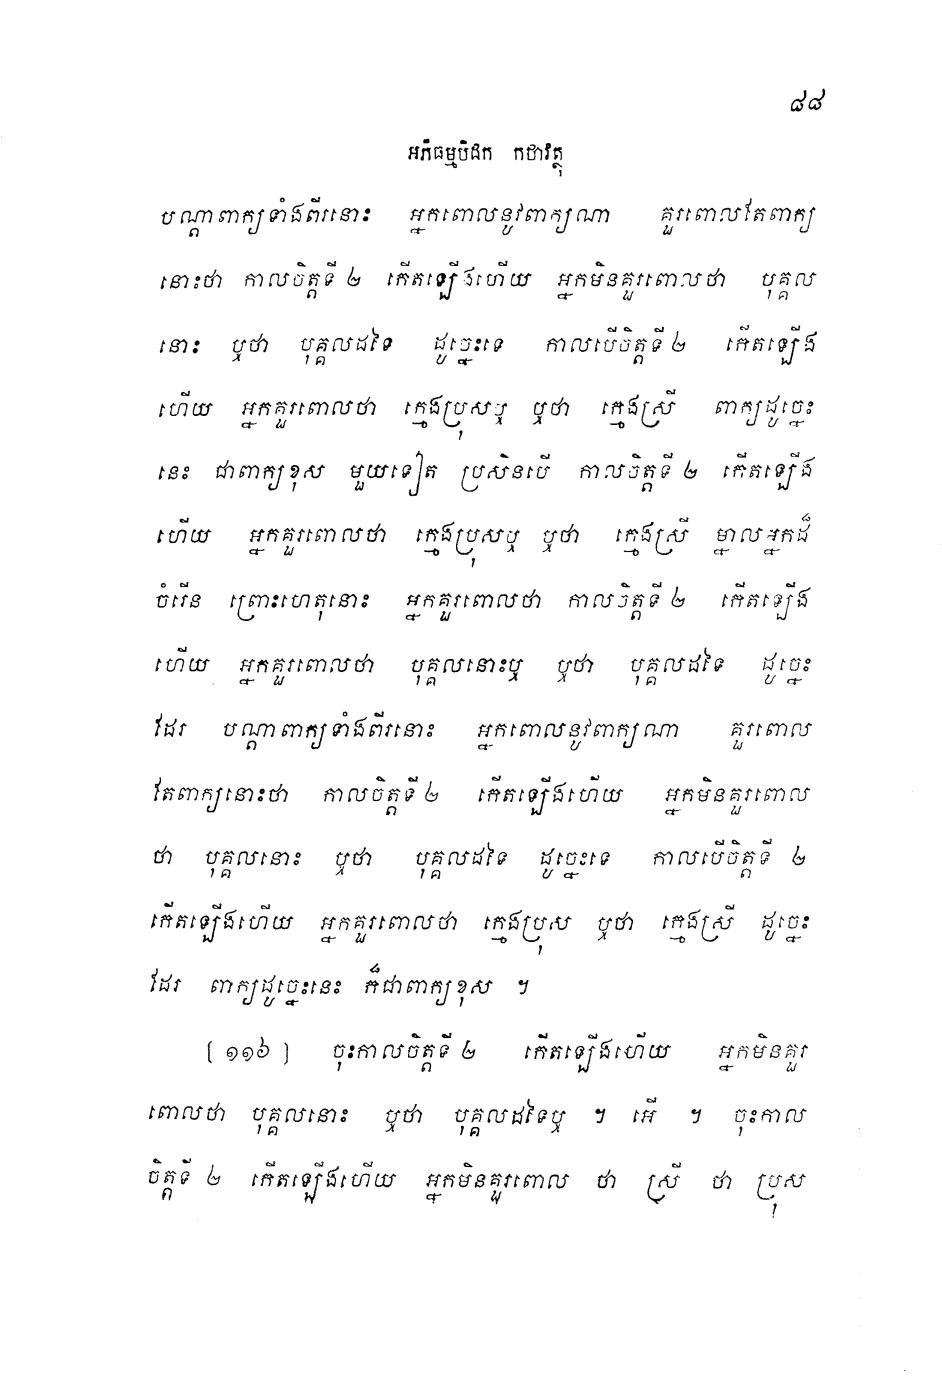 ៨៨
អភិធម្មបិដក កថាវត្ថុ
បណ្តាពាក្យទាំងពីរនោះ អ្នកពោលនូវពាក្យណា គួរពោលតែពាក្យ
នោះថា កាលចិត្តទី ២ កើតឡើងហើយ អ្នកមិនគួរពោលថា បុគ្គល
នោះ ឬថា បុគ្គលដទៃ ដូច្នេះទេ កាលបើចិត្តទី ២ កើតឡើង
ហើយ អ្នកគួរពោលថា ក្មេងប្រុសឬ ឬថា ក្មេងស្រី ពាក្យដូច្នេះ
នេះ ជាពាក្យខុស មួយទៀត ប្រសិនបើ កាលចិត្តទី ២ កើតឡើង
ហើយ អ្នកគួរពោលថា ក្មេងប្រុសឬ ឬថា ក្មេងស្រី ម្នាលអ្នកដ៏
ចំរើន ព្រោះហេតុនោះ អ្នកគួរពោលថា កាលចិត្តទី ២ កើតឡើង
ហើយ អ្នកគួរពោលថា បុគ្គលនោះឬ ឬថា បុគ្គលដទៃ ដូច្នេះ
ដែរ បណ្តាពាក្យទាំងពីរនោះ អ្នកពោលនូវពាក្យណា គួរពោល
តែពាក្យនោះថា កាលចិត្តទី ២ កើតឡើងហើយ អ្នកមិនគួរពោល
ថា បុគ្គលនោះ ឬថា បុគ្គលដទៃ ដូច្នេះទេ កាលបើចិត្តទី ២
កើតឡើងហើយ អ្នកគួរពោលថា ក្មេងប្រុស ឬថា ក្មេងស្រី ដូច្នេះ
ដែរ ពាក្យដូច្នេះនេះ ក៏ជាពាក្យខុស ។
[១១៦] ចុះកាលចិត្តទី ២ កើតឡើងហើយ អ្នកមិនគួរ
ពោលថា បុគ្គលនោះ ឬថា បុគ្គលដទៃឬ ។ អើ ។ ចុះកាល
ចិត្តទី ២ កើតឡើងហើយ អ្នកមិនគួរពោល ថា ស្រី ថា ប្រុស